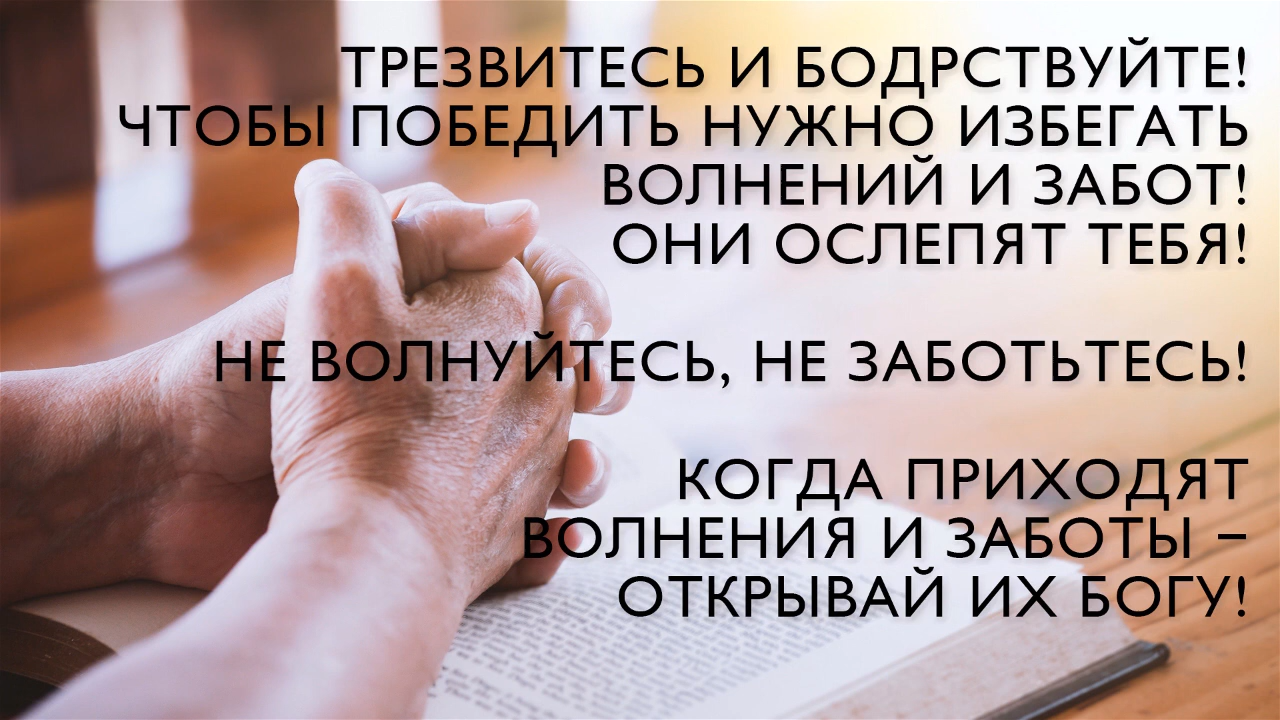 ТРЕЗВИТЕСЬ И БОДРСТВУЙТЕ!
ЧТОБЫ ПОБЕДИТЬ НУЖНО ИЗБЕГАТЬ
ВОЛНЕНИЙ И ЗАБОТ!
ОНИ ОСЛЕПЯТ ТЕБЯ!
НЕ ВОЛНУЙТЕСЬ, НЕ ЗАБОТЬТЕСЬ!
КОГДА ПРИХОДЯТ
ВОЛНЕНИЯ И ЗАБОТЫ –
ОТКРЫВАЙ ИХ БОГУ!